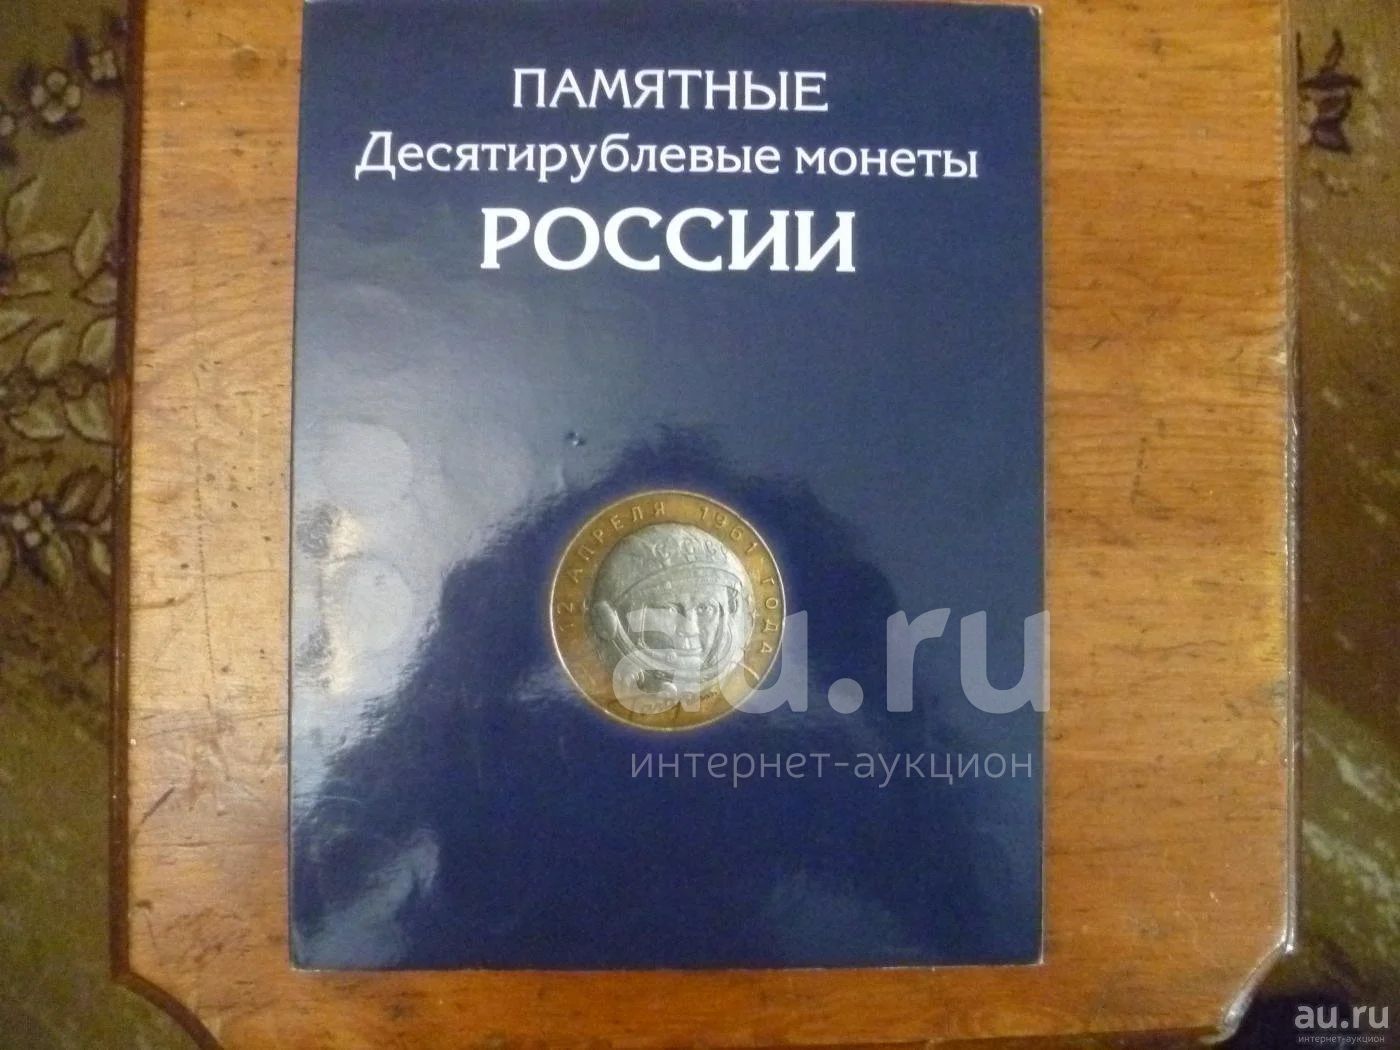 ПАМЯТНЫЕ
Десятирублевые монеты
РОССИИ
12 АПРЕЛЯ 1961 ГОДА
au.ru
интернет-аукцион
au.ru
интернет-аукцион